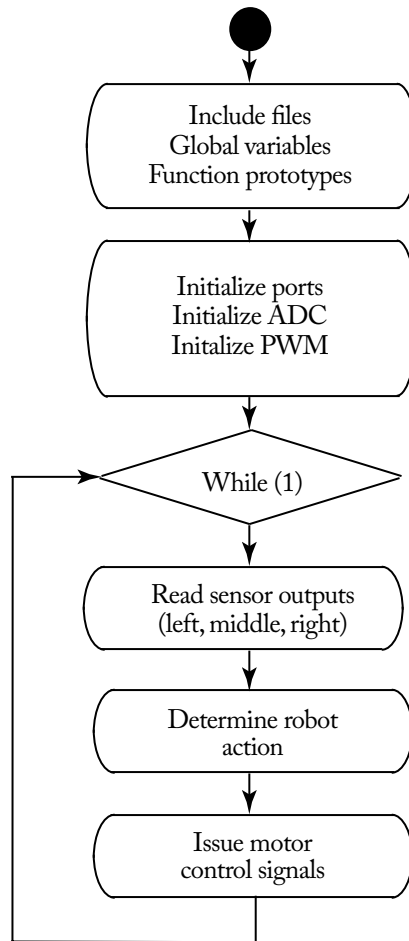 Include files
Global variables
Function prototypes
Initialize ports
Initialize ADC
Initalize PWM
While (1)
Read sensor outputs
(left, middle, right)
Determine robot
action
Issue motor
control signals